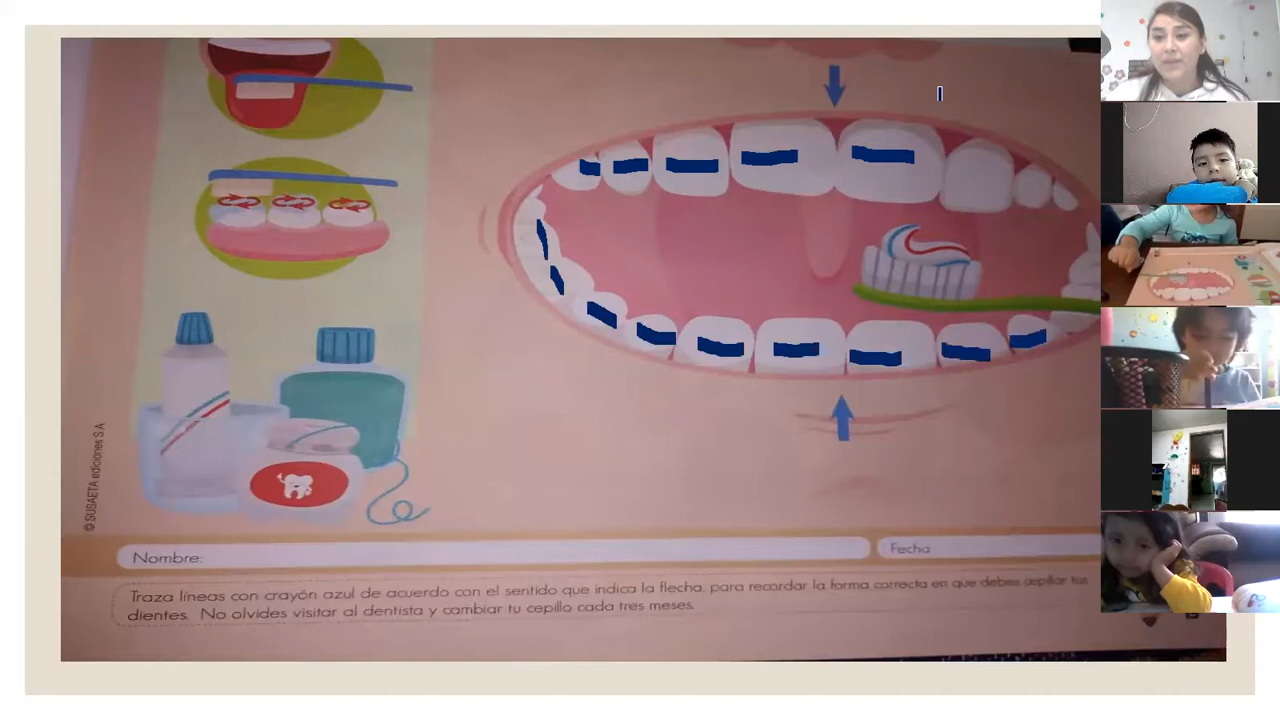 © SUSAETA ediciones S.A
Nombre:
Fecha
Traza líneas con crayón azul de acuerdo con el sentido que indica la flecha, para recordar la forma correcta en que debes cepillar tus
dientes. No olvides visitar al dentista y cambiar tu cepillo cada tres meses.